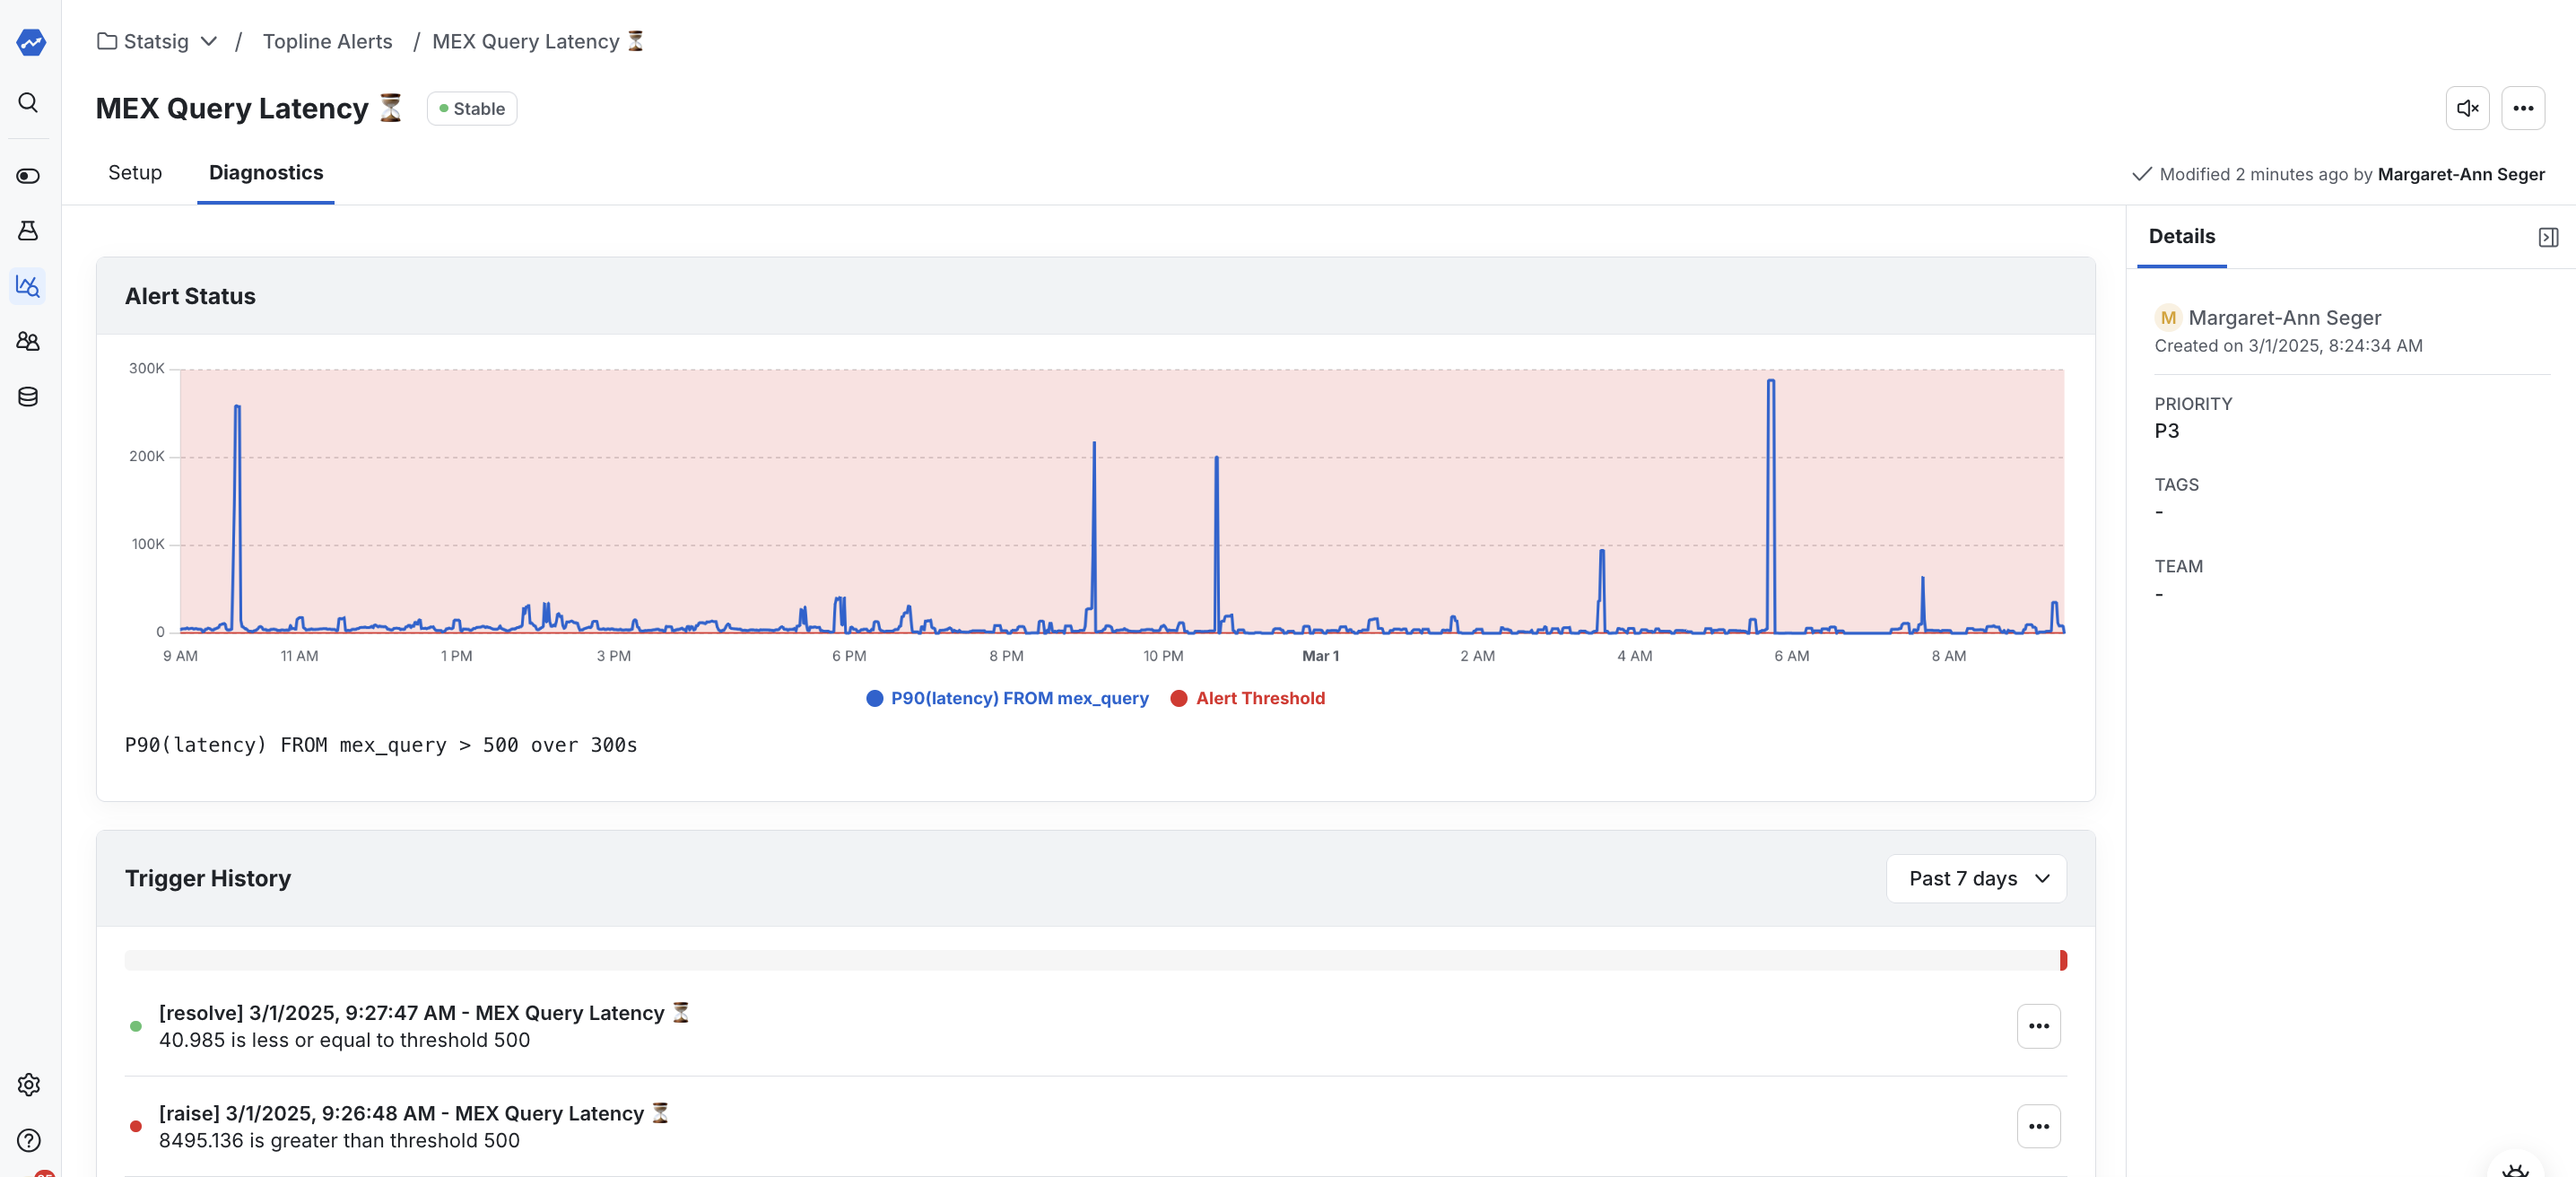 Statsig / Topline Alerts / MEX Query Latency ⏳
MEX Query Latency ⏳ Stable
Setup Diagnostics
Modified 2 minutes ago by Margaret-Ann Seger
Alert Status
300K
200K
100K
0
9 AM 11 AM 1 PM 3 PM 6 PM 8 PM 10 PM Mar 1 2 AM 4 AM 6 AM 8 AM
P90(latency) FROM mex_query Alert Threshold
P90(latency) FROM mex_query > 500 over 300s
Trigger History
Past 7 days
[resolve] 3/1/2025, 9:27:47 AM - MEX Query Latency ⏳
40.985 is less or equal to threshold 500
[raise] 3/1/2025, 9:26:48 AM - MEX Query Latency ⏳
8495.136 is greater than threshold 500
Details
M Margaret-Ann Seger
Created on 3/1/2025, 8:24:34 AM
PRIORITY
P3
TAGS
-
TEAM
-